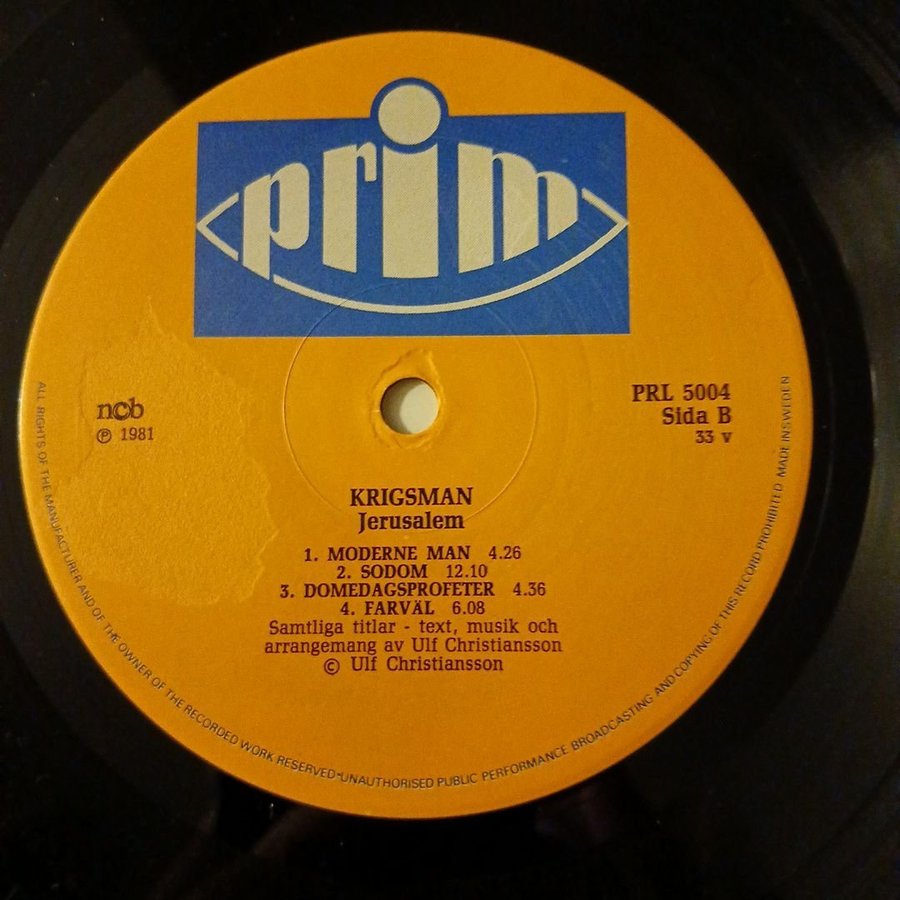 prim
ncb
℗ 1981
PRL 5004
Sida B
33 v
KRIGSMAN
Jerusalem
1. MODERNE MAN 4.26
2. SODOM 12.10
3. DOMEDAGSPROFETER 4.36
4. FARVÄL 6.08
Samtliga titlar - text, musik och
arrangemang av Ulf Christiansson
© Ulf Christiansson
ALL RIGHTS OF THE MANUFACTURER AND OF THE OWNER OF THE RECORDED WORK RESERVED-UNAUTHORISED PUBLIC PERFORMANCE BROADCASTING AND COPYING OF THIS RECORD PROHIBITED MADE IN SWEDEN